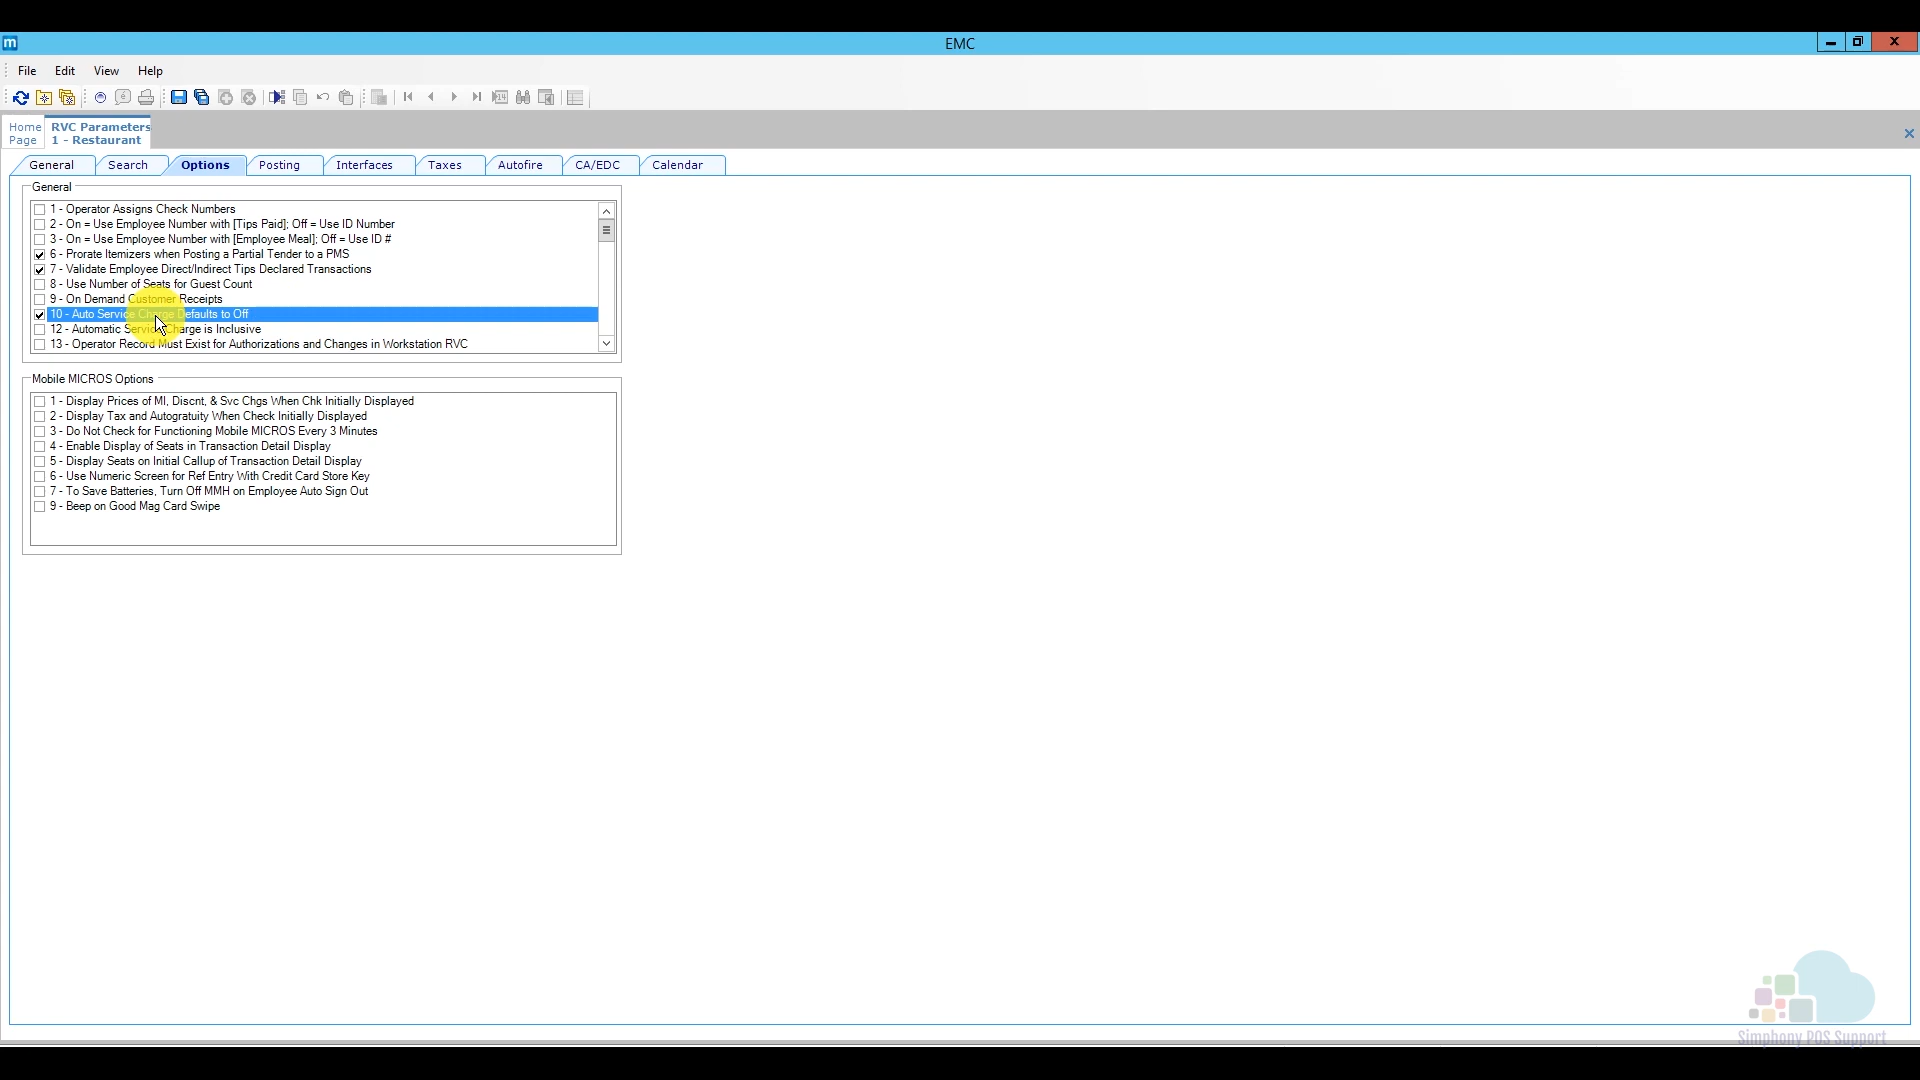 EMC
File Edit View Help
Home Page
RVC Parameters
1 - Restaurant
General Search Options Posting Interfaces Taxes Autofire CA/EDC Calendar
General
1 - Operator Assigns Check Numbers
2 - On = Use Employee Number with [Tips Paid]; Off = Use ID Number
3 - On = Use Employee Number with [Employee Meal]; Off = Use ID #
6 - Prorate Itemizers when Posting a Partial Tender to a PMS
7 - Validate Employee Direct/Indirect Tips Declared Transactions
8 - Use Number of Seats for Guest Count
9 - On Demand Customer Receipts
10 - Auto Service Charge Defaults to Off
12 - Automatic Service Charge is Inclusive
13 - Operator Record Must Exist for Authorizations and Changes in Workstation RVC
Mobile MICROS Options
1 - Display Prices of MI, Discnt, & Svc Chgs When Chk Initially Displayed
2 - Display Tax and Autogratuity When Check Initially Displayed
3 - Do Not Check for Functioning Mobile MICROS Every 3 Minutes
4 - Enable Display of Seats in Transaction Detail Display
5 - Display Seats on Initial Callup of Transaction Detail Display
6 - Use Numeric Screen for Ref Entry With Credit Card Store Key
7 - To Save Batteries, Turn Off MMH on Employee Auto Sign Out
9 - Beep on Good Mag Card Swipe
Simphony POS Support